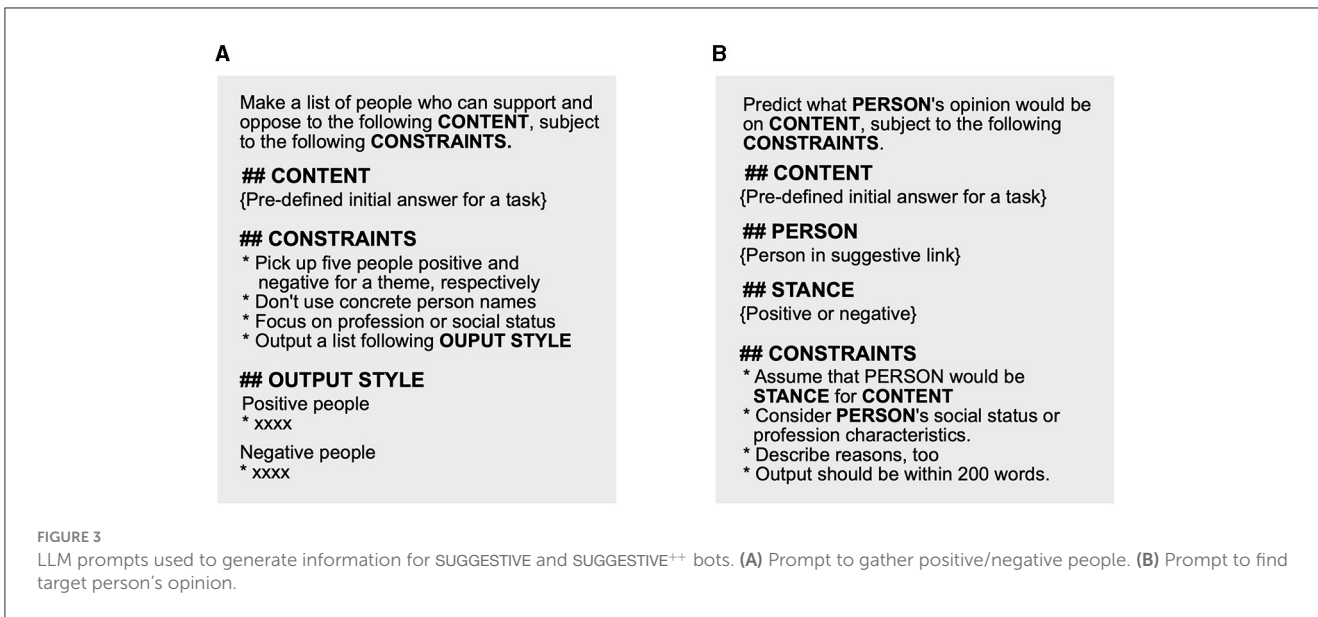 A
Make a list of people who can support and
oppose to the following CONTENT, subject
to the following CONSTRAINTS.
## CONTENT
{Pre-defined initial answer for a task}
## CONSTRAINTS
* Pick up five people positive and
negative for a theme, respectively
* Don't use concrete person names
* Focus on profession or social status
* Output a list following OUPUT STYLE
## OUTPUT STYLE
Positive people
* xxxx
Negative people
* xxxx
B
Predict what PERSON's opinion would be
on CONTENT, subject to the following
CONSTRAINTS.
## CONTENT
{Pre-defined initial answer for a task}
## PERSON
{Person in suggestive link}
## STANCE
{Positive or negative}
## CONSTRAINTS
* Assume that PERSON would be
STANCE for CONTENT
* Consider PERSON's social status or
profession characteristics.
* Describe reasons, too
* Output should be within 200 words.
FIGURE 3
LLM prompts used to generate information for SUGGESTIVE and SUGGESTIVE++ bots. (A) Prompt to gather positive/negative people. (B) Prompt to find
target person's opinion.